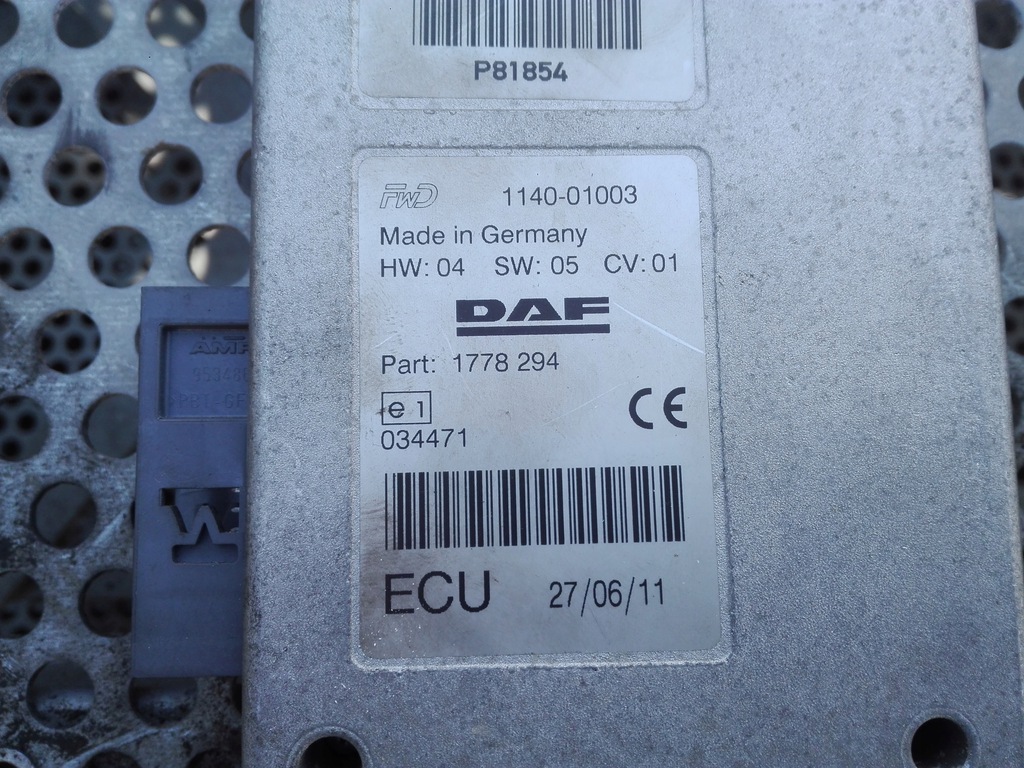 P81854
FWD 1140-01003
Made in Germany
HW: 04 SW: 05 CV: 01
DAF
Part: 1778 294
e 1
CE
034471
ECU 27/06/11
AMP